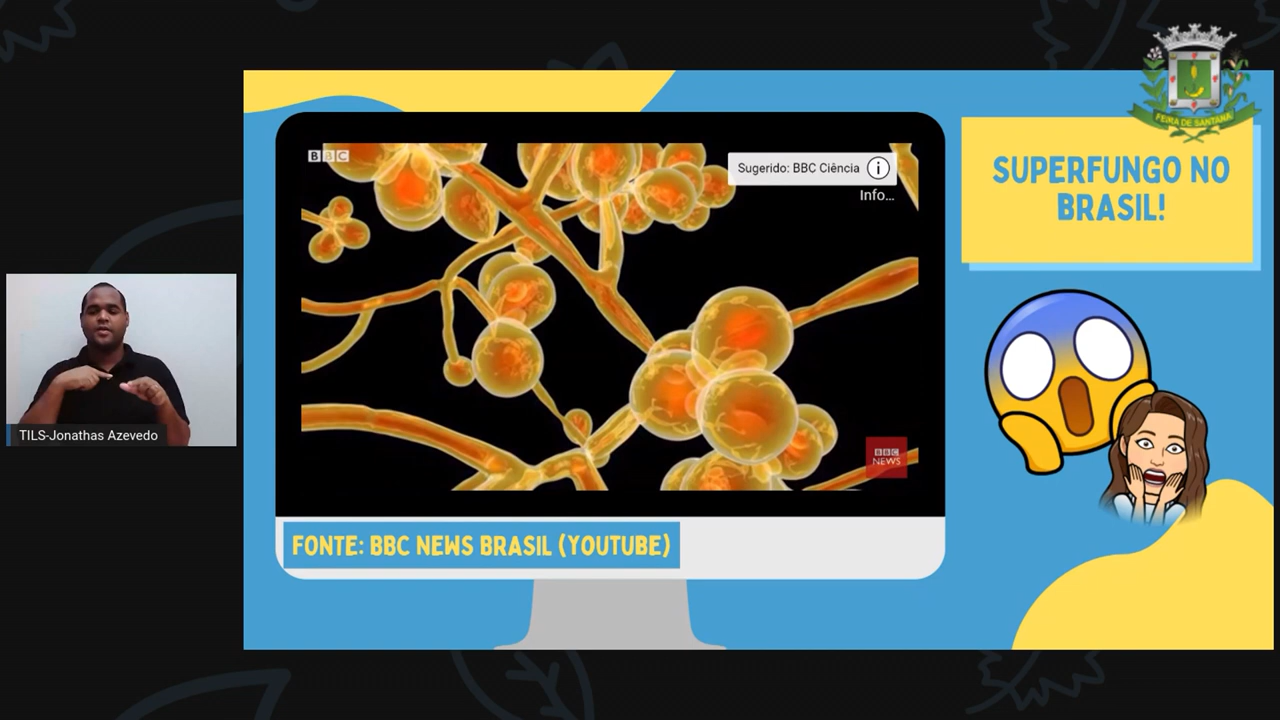 FEIRA DE SANTANA
SUPERFUNGO NO
BRASIL!
BBC
Sugerido: BBC Ciência
Info...
BBC
NEWS
TILS-Jonathas Azevedo
FONTE: BBC NEWS BRASIL (YOUTUBE)